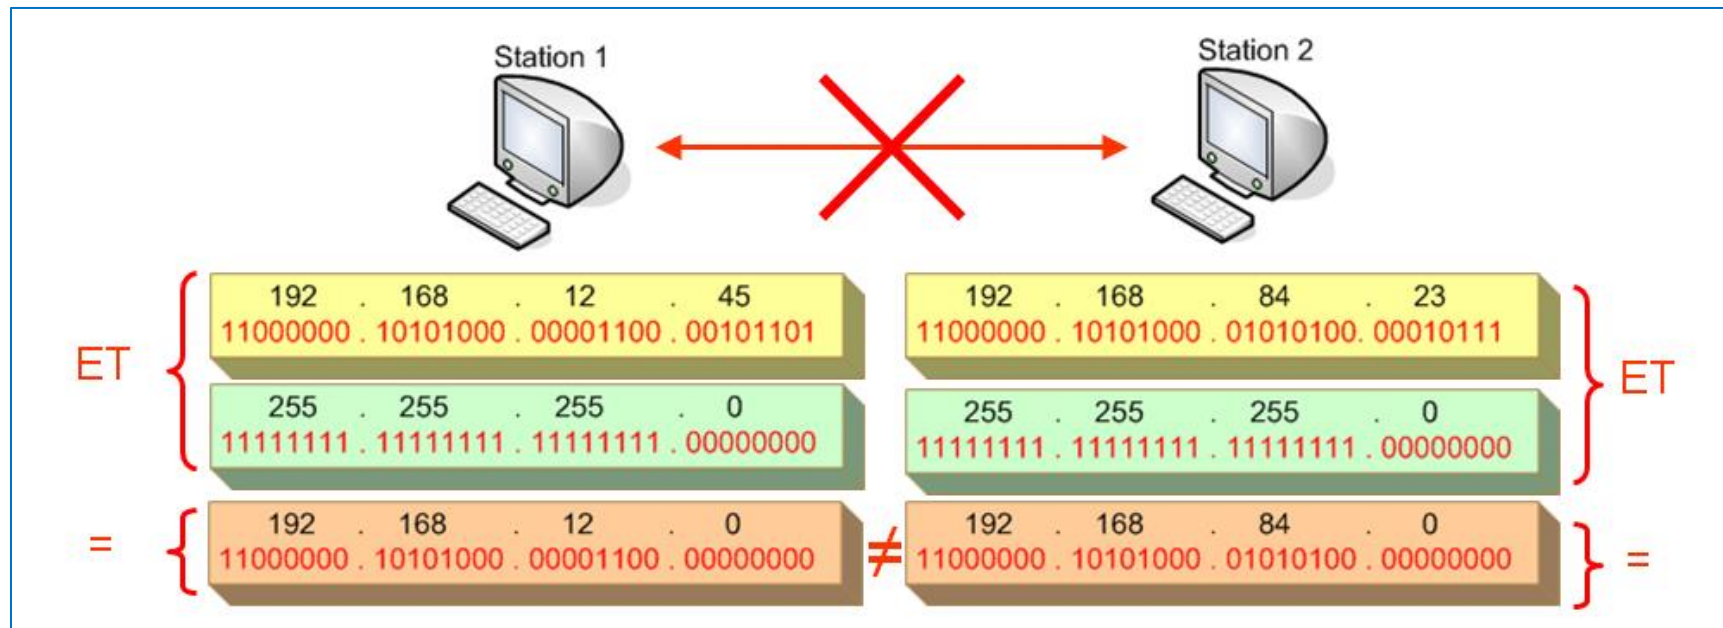 Station 1
Station 2
192 . 168 . 12 . 45
11000000 . 10101000 . 00001100 . 00101101
192 . 168 . 84 . 23
11000000 . 10101000 . 01010100. 00010111
ET
ET
255 . 255 . 255 . 0
11111111 . 11111111 . 11111111 . 00000000
255 . 255 . 255 . 0
11111111 . 11111111 . 11111111 . 00000000
=
192 . 168 . 12 . 0
11000000 . 10101000 . 00001100 . 00000000
≠
192 . 168 . 84 . 0
11000000 . 10101000 . 01010100 . 00000000
=